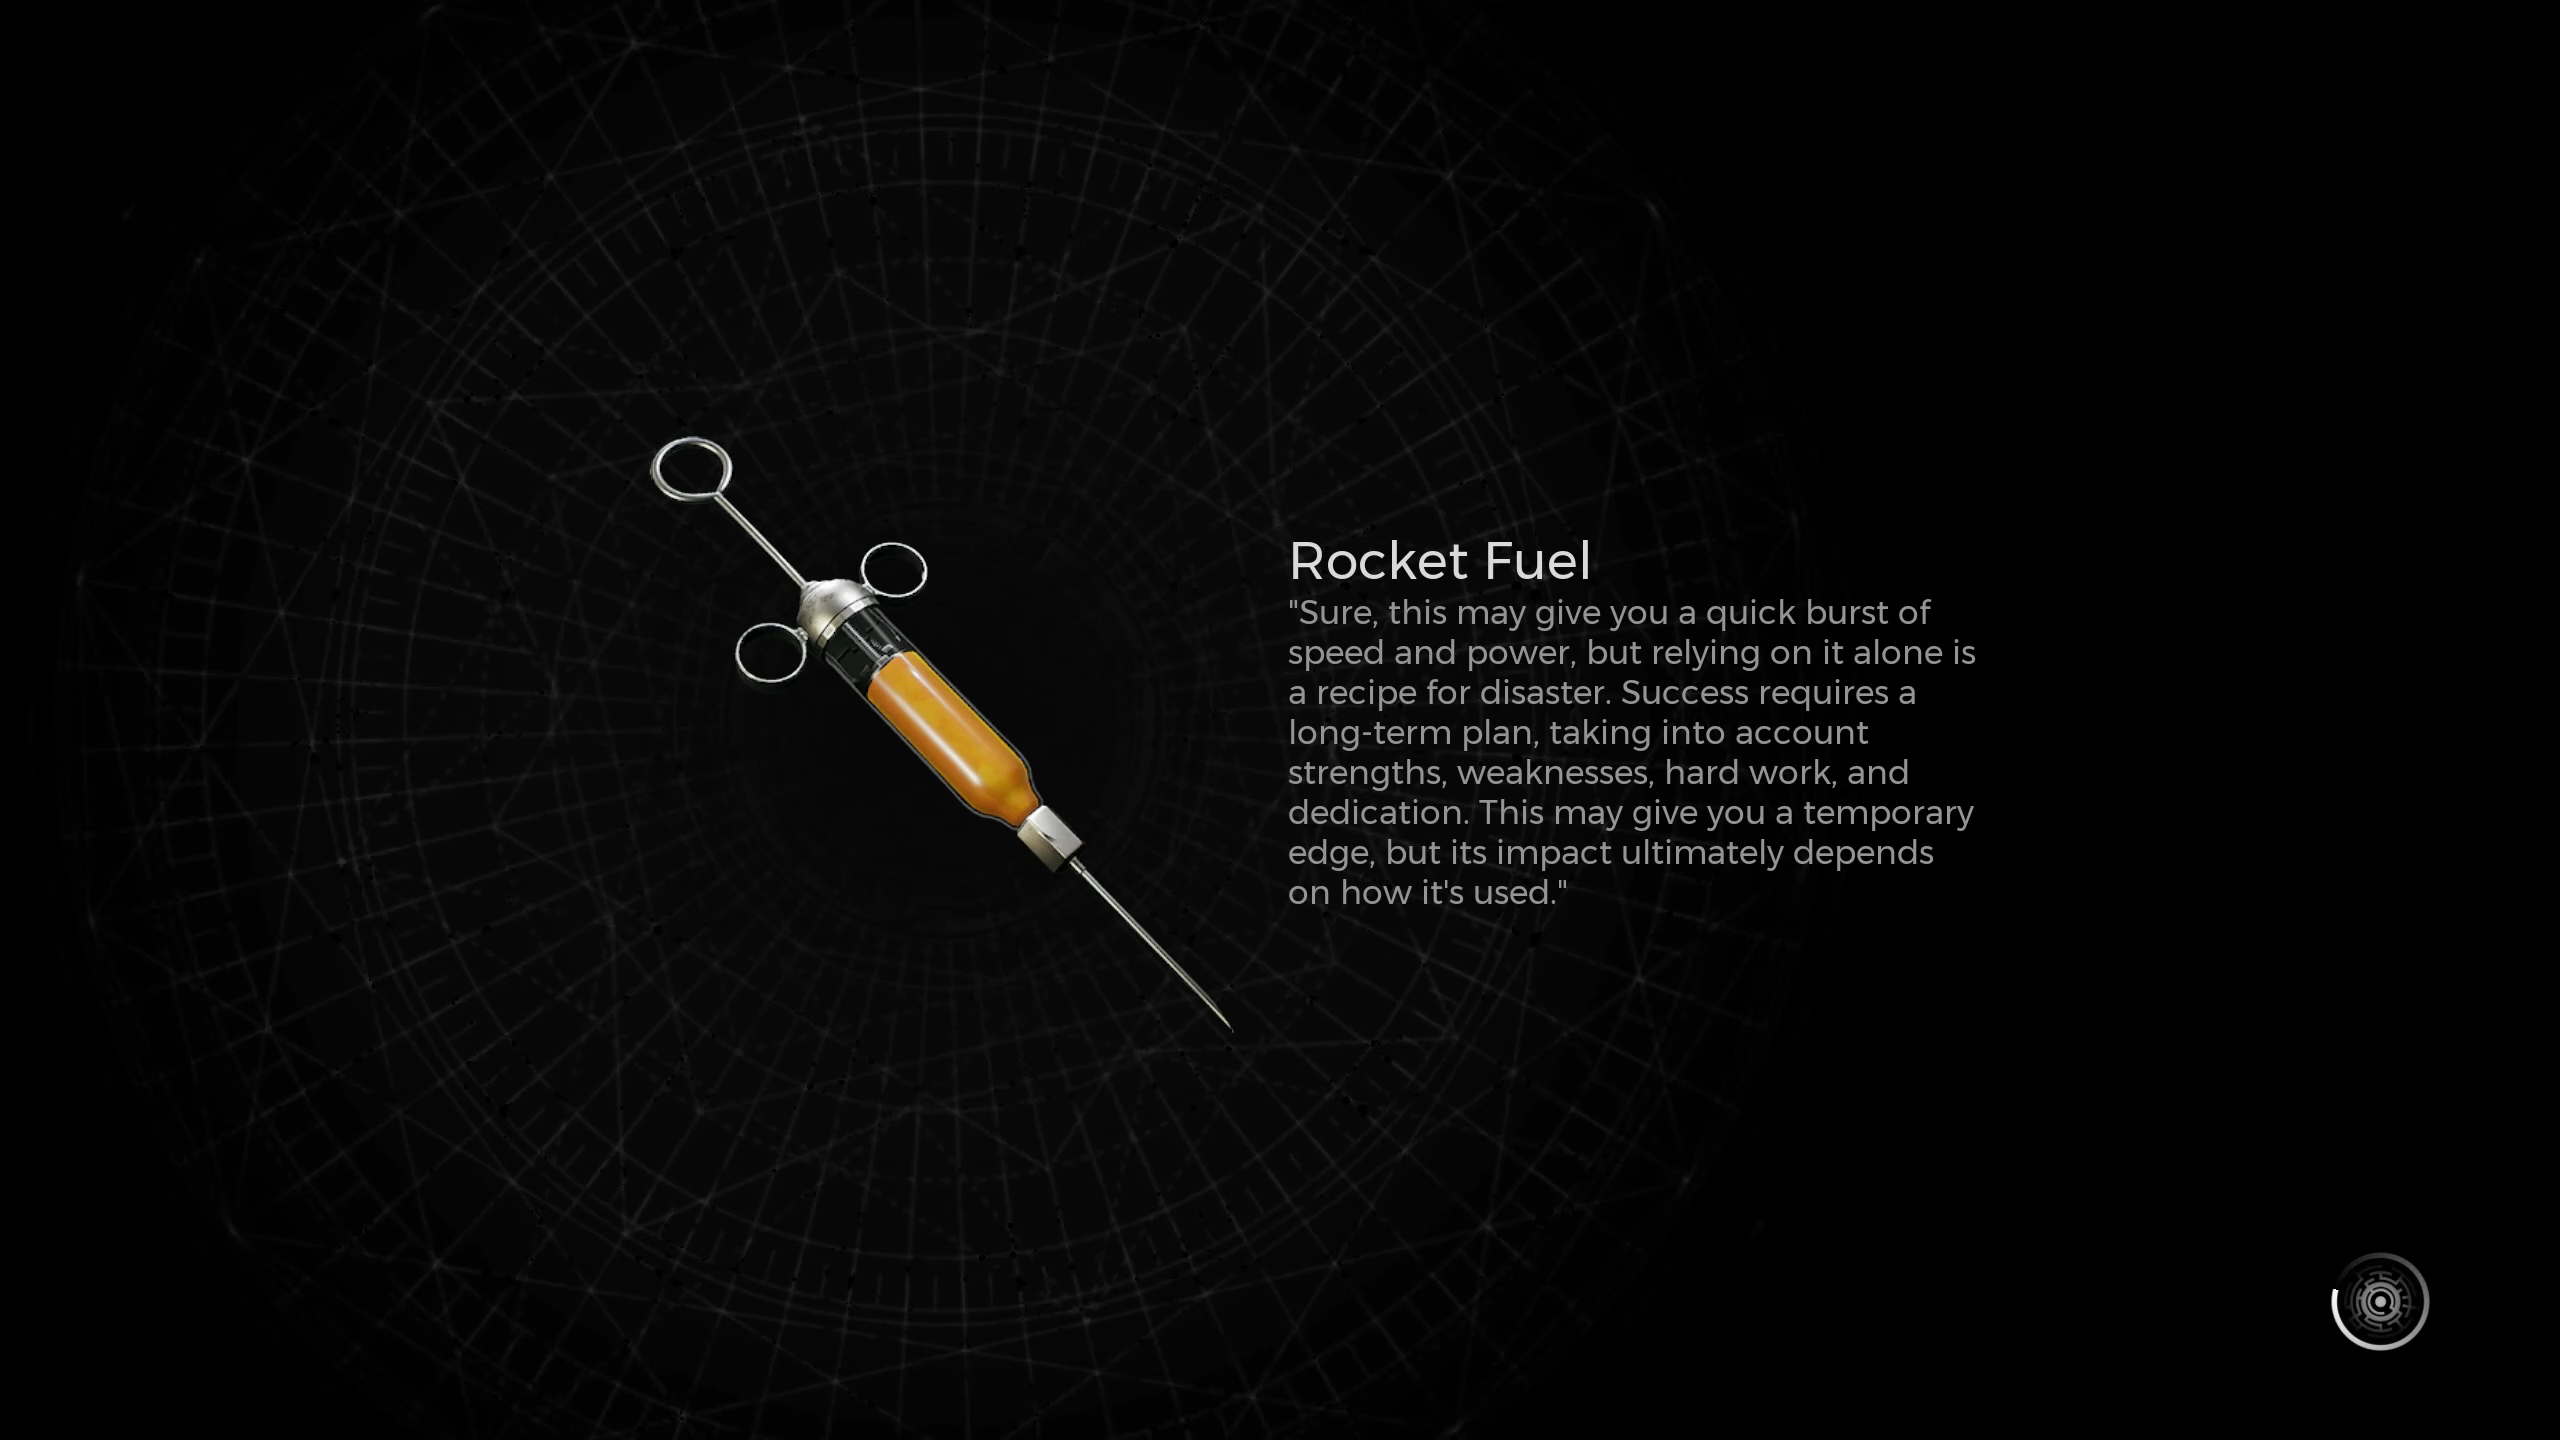 Rocket Fuel
"Sure, this may give you a quick burst of
speed and power, but relying on it alone is
a recipe for disaster. Success requires a
long-term plan, taking into account
strengths, weaknesses, hard work, and
dedication. This may give you a temporary
edge, but its impact ultimately depends
on how it's used."